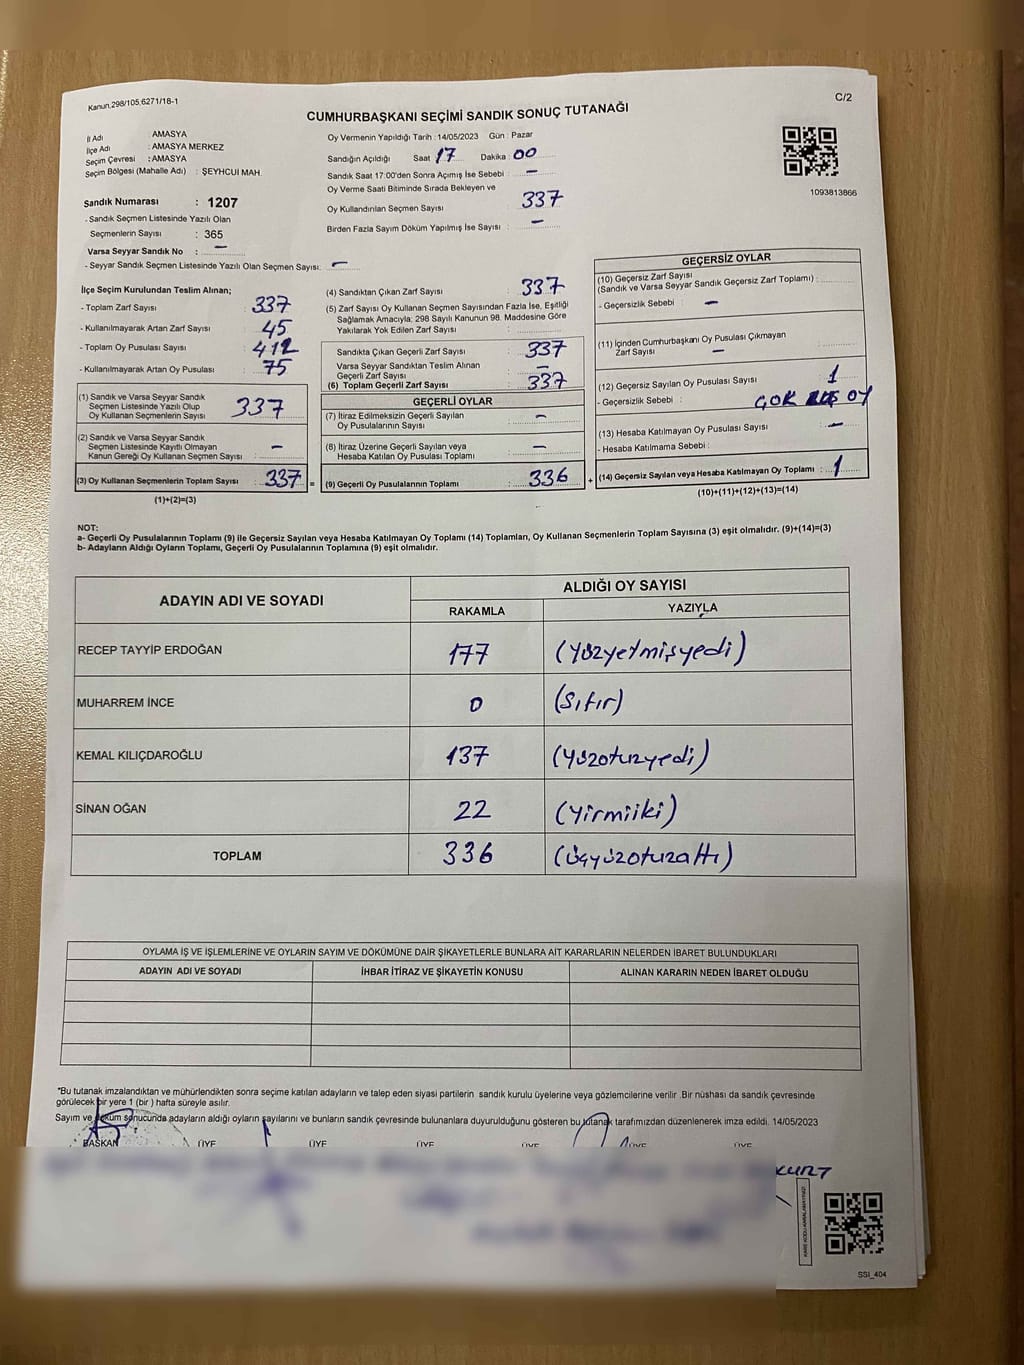 Kanun.298/105,6271/18-1
C/2
CUMHURBAŞKANI SEÇİMİ SANDIK SONUÇ TUTANAĞI
İl Adı : AMASYA
İlçe Adı : AMASYA MERKEZ
Seçim Çevresi : AMASYA
Seçim Bölgesi (Mahalle Adı) : ŞEYHCUI MAH.
Oy Vermenin Yapıldığı Tarih : 14/05/2023 Gün : Pazar
Sandığın Açıldığı Saat 17 Dakika 00
Sandık Saat 17:00'den Sonra Açımış İse Sebebi : —
Oy Verme Saati Bitiminde Sırada Bekleyen ve
Oy Kullandırılan Seçmen Sayısı : 337
Birden Fazla Sayım Döküm Yapılmış İse Sayısı : —
1093813866
Sandık Numarası : 1207
- Sandık Seçmen Listesinde Yazılı Olan
Seçmenlerin Sayısı : 365
Varsa Seyyar Sandık No : —
- Seyyar Sandık Seçmen Listesinde Yazılı Olan Seçmen Sayısı: —
İlçe Seçim Kurulundan Teslim Alınan;
- Toplam Zarf Sayısı : 337
- Kullanılmayarak Artan Zarf Sayısı : 45
- Toplam Oy Pusulası Sayısı : 412
- Kullanılmayarak Artan Oy Pusulası : 75
(1) Sandık ve Varsa Seyyar Sandık
Seçmen Listesinde Yazılı Olup
Oy Kullanan Seçmenlerin Sayısı : 337
(2) Sandık ve Varsa Seyyar Sandık
Seçmen Listesinde Kayıtlı Olmayan
Kanun Gereği Oy Kullanan Seçmen Sayısı : —
(3) Oy Kullanan Seçmenlerin Toplam Sayısı : 337
(1)+(2)=(3)
=
(4) Sandıktan Çıkan Zarf Sayısı : 337
(5) Zarf Sayısı Oy Kullanan Seçmen Sayısından Fazla İse, Eşitliği
Sağlamak Amacıyla; 298 Sayılı Kanunun 98. Maddesine Göre
Yakılarak Yok Edilen Zarf Sayısı :
Sandıkta Çıkan Geçerli Zarf Sayısı : 337
Varsa Seyyar Sandıktan Teslim Alınan
Geçerli Zarf Sayısı : —
(6) Toplam Geçerli Zarf Sayısı : 337
GEÇERLİ OYLAR
(7) İtiraz Edilmeksizin Geçerli Sayılan
Oy Pusulalarının Sayısı : —
(8) İtiraz Üzerine Geçerli Sayılan veya
Hesaba Katılan Oy Pusulası Toplamı : —
(9) Geçerli Oy Pusulalarının Toplamı : 336
+
GEÇERSİZ OYLAR
(10) Geçersiz Zarf Sayısı
(Sandık ve Varsa Seyyar Sandık Geçersiz Zarf Toplamı) :
- Geçersizlik Sebebi : —
(11) İçinden Cumhurbaşkanı Oy Pusulası Çıkmayan
Zarf Sayısı : —
(12) Geçersiz Sayılan Oy Pusulası Sayısı : 1
- Geçersizlik Sebebi : ÇOK OY
(13) Hesaba Katılmayan Oy Pusulası Sayısı : —
- Hesaba Katılmama Sebebi :
(14) Geçersiz Sayılan veya Hesaba Katılmayan Oy Toplamı : 1
(10)+(11)+(12)+(13)=(14)
NOT:
a- Geçerli Oy Pusulalarının Toplamı (9) ile Geçersiz Sayılan veya Hesaba Katılmayan Oy Toplamı (14) Toplamları, Oy Kullanan Seçmenlerin Toplam Sayısına (3) eşit olmalıdır. (9)+(14)=(3)
b- Adayların Aldığı Oyların Toplamı, Geçerli Oy Pusulalarının Toplamına (9) eşit olmalıdır.
ADAYIN ADI VE SOYADI
ALDIĞI OY SAYISI
RAKAMLA YAZIYLA
RECEP TAYYİP ERDOĞAN 177 (Yüzyetmişyedi)
MUHARREM İNCE 0 (Sıfır)
KEMAL KILIÇDAROĞLU 137 (Yüzotuzyedi)
SİNAN OĞAN 22 (Yirmiiki)
TOPLAM 336 (Üçyüzotuzaltı)
OYLAMA İŞ VE İŞLEMLERİNE VE OYLARIN SAYIM VE DÖKÜMÜNE DAİR ŞİKAYETLERLE BUNLARA AİT KARARLARIN NELERDEN İBARET BULUNDUKLARI
ADAYIN ADI VE SOYADI İHBAR İTİRAZ VE ŞİKAYETİN KONUSU ALINAN KARARIN NEDEN İBARET OLDUĞU
*Bu tutanak imzalandıktan ve mühürlendikten sonra seçime katılan adayların ve talep eden siyasi partilerin sandık kurulu üyelerine veya gözlemcilerine verilir .Bir nüshası da sandık çevresinde
görülecek bir yere 1 (bir ) hafta süreyle asılır.
Sayım ve döküm sonucunda adayların aldığı oyların sayılarını ve bunların sandık çevresinde bulunanlara duyurulduğunu gösteren bu tutanak tarafımızdan düzenlenerek imza edildi. 14/05/2023
BAŞKAN ÜYE ÜYE ÜYE ÜYE ÜYE ÜYE
KURT
SSI_404